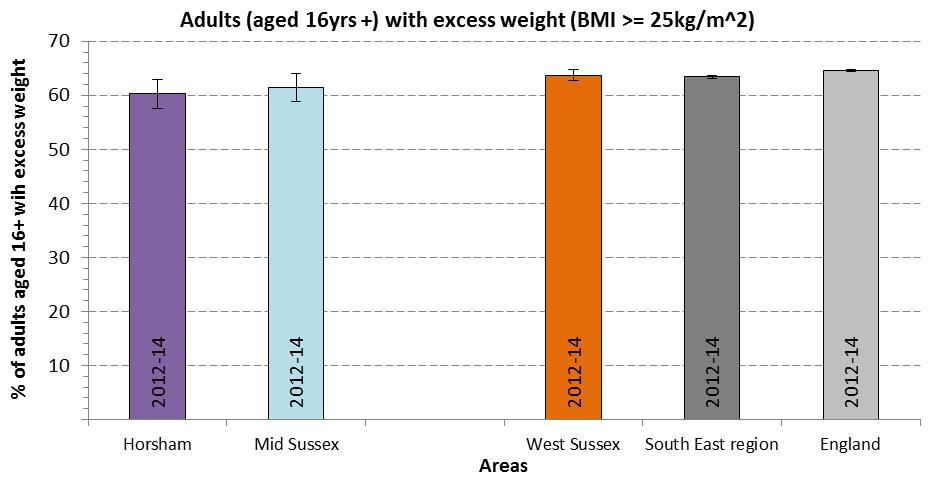 Adults (aged 16yrs +) with excess weight (BMI >= 25kg/m^2)
% of adults aged 16+ wih excess weight
70
60
50
40
30
20
10
2012-14
2012-14
2012-14
2012-14
2012-14
Horsham
Mid Sussex
West Sussex
South East region
England
Areas